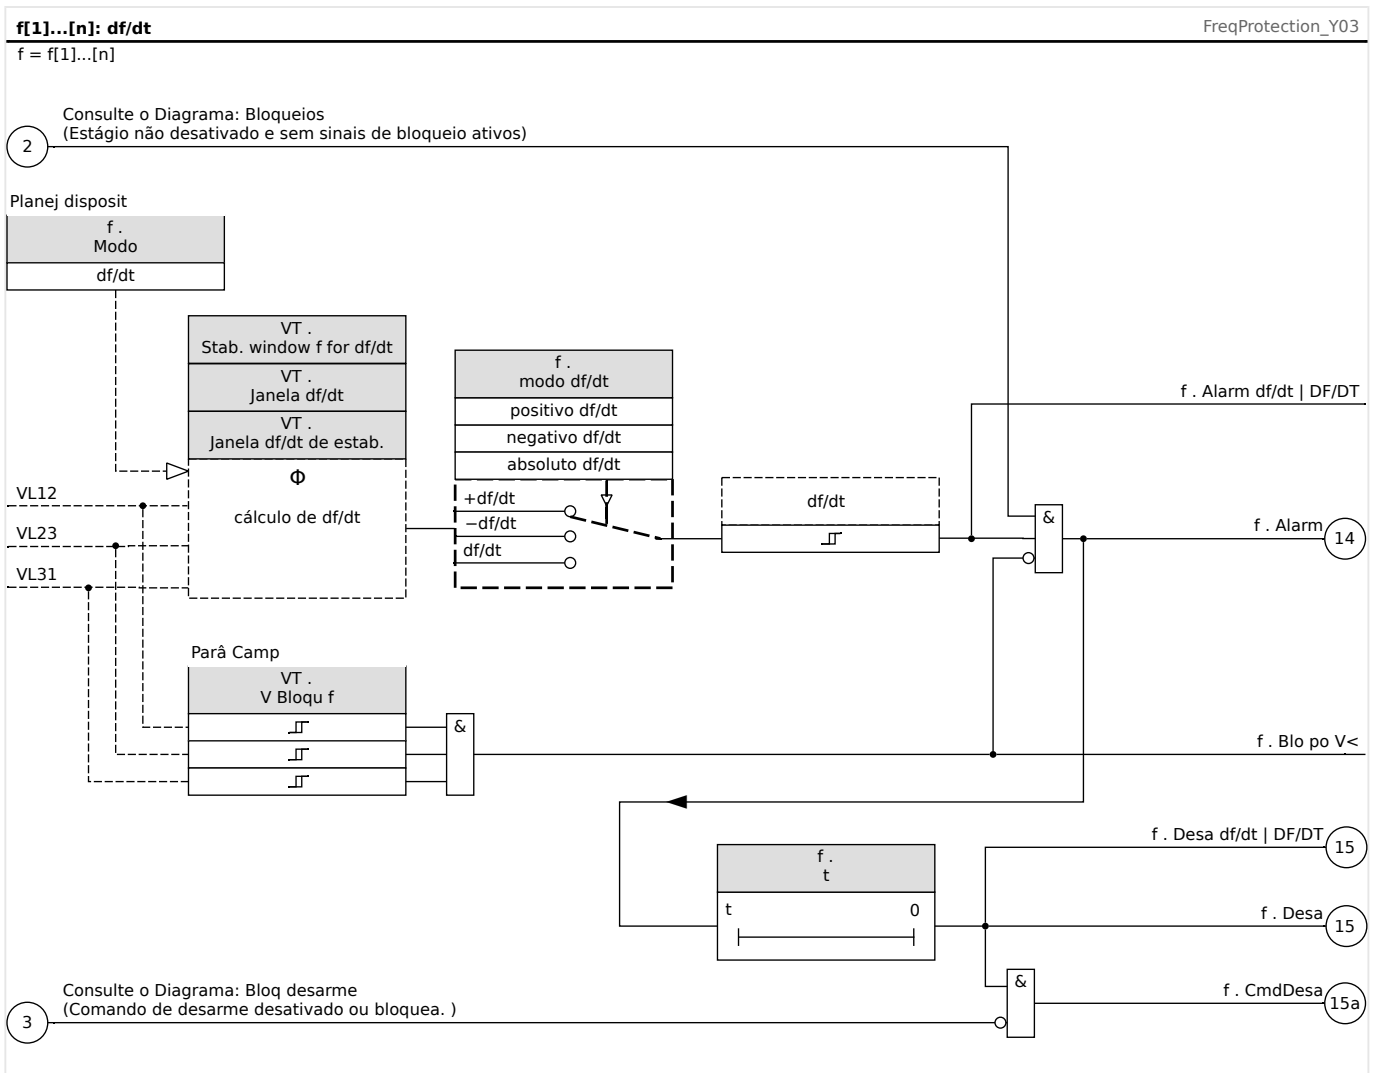 f[1]...[n]: df/dt
FreqProtection_Y03
f = f[1]...[n]
Consulte o Diagrama: Bloqueios
(Estágio não desativado e sem sinais de bloqueio ativos)
2
Planej disposit
f .
Modo
df/dt
VT .
Stab. window f for df/dt
VT .
Janela df/dt
VT .
Janela df/dt de estab.
Φ
cálculo de df/dt
VL12
VL23
VL31
f .
modo df/dt
positivo df/dt
negativo df/dt
absoluto df/dt
+df/dt
−df/dt
df/dt
df/dt
f . Alarm df/dt | DF/DT
&
f . Alarm
14
Parâ Camp
VT .
V Bloqu f
&
f . Blo po V<
f . Desa df/dt | DF/DT
15
f .
t
t
0
f . Desa
15
Consulte o Diagrama: Bloq desarme
(Comando de desarme desativado ou bloquea. )
3
&
f . CmdDesa
15a